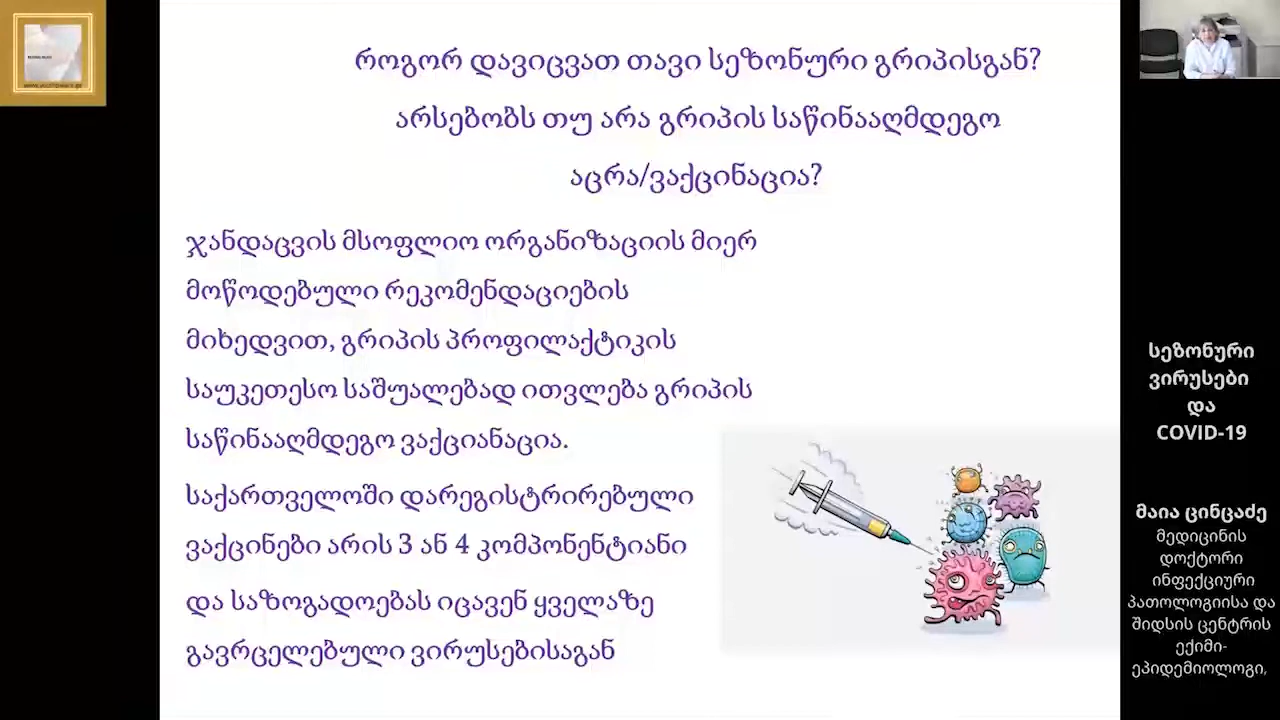 როგორ დავიცვათ თავი სეზონური გრიპისგან?
არსებობს თუ არა გრიპის საწინააღმდეგო
აცრა/ვაქცინაცია?
ჯანდაცვის მსოფლიო ორგანიზაციის მიერ
მოწოდებული რეკომენდაციების
მიხედვით, გრიპის პროფილაქტიკის
საუკეთესო საშუალებად ითვლება გრიპის
საწინააღმდეგო ვაქციანაცია.
საქართველოში დარეგისტრირებული
ვაქცინები არის 3 ან 4 კომპონენტიანი
და საზოგადოებას იცავენ ყველაზე
გავრცელებული ვირუსებისაგან
სეზონური
ვირუსები
და
COVID-19
მაია ცინცაძე
მედიცინის
დოქტორი
ინფექციური
პათოლოგიისა და
შიდსის ცენტრის
ექიმი-
ეპიდემიოლოგი,